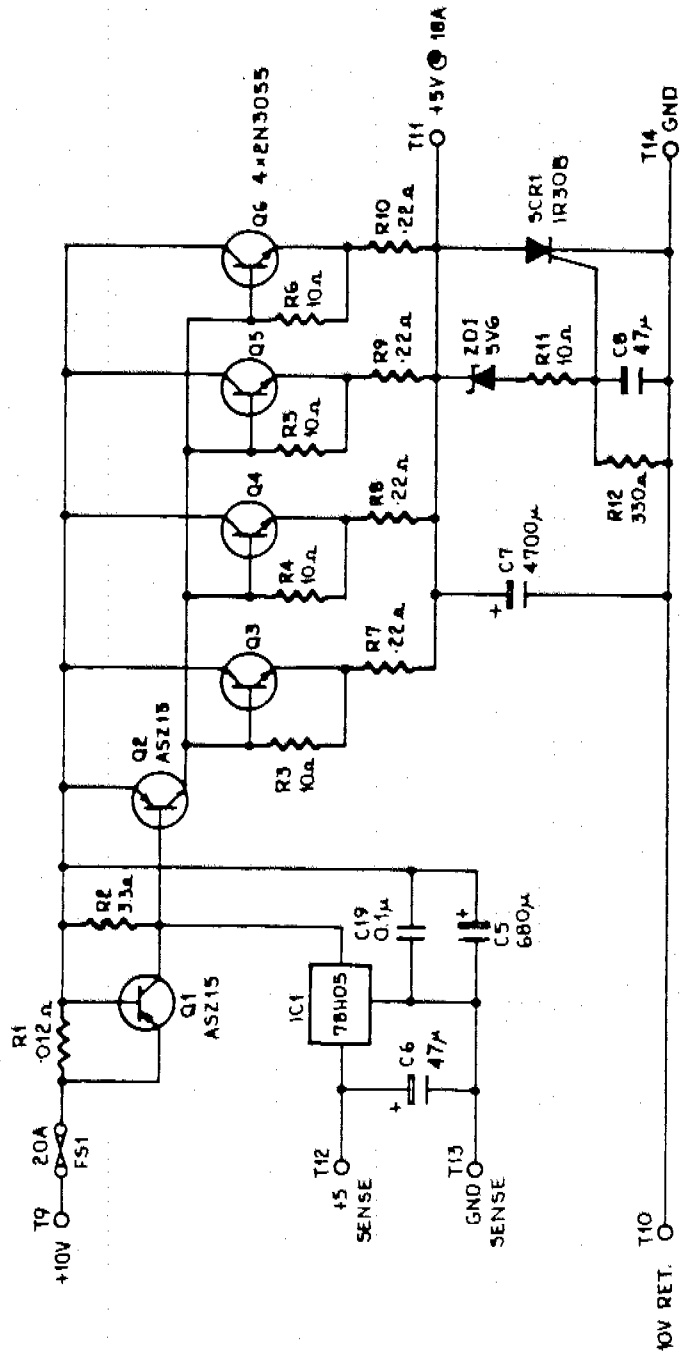 T9
+10V
20A
FS1
R1
.012Ω
Q1
ASZ15
R2
3.3Ω
Q2
ASZ15
Q3
Q4
Q5
Q6 4×2N3055
R3
10Ω
R4
10Ω
R5
10Ω
R6
10Ω
R7
.22Ω
R8
.22Ω
R9
.22Ω
R10
.22Ω
T11 +5V @ 18A
T12
+5
SENSE
IC1
78H05
C19
0.1μ
C6
47μ
C5
680μ
T13
GND
SENSE
C7
4700μ
ZD1
5V6
R11
10Ω
C8
47μ
R12
330Ω
SCR1
T10
10V RET.
T14
GND
+
+
+